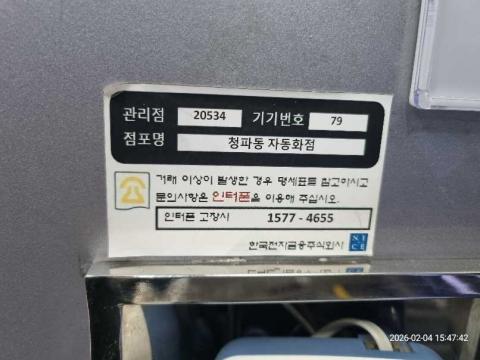 관리점 20534 기기번호 79
점포명 청파동 자동화점
거래 이상이 발생한 경우 명세표를 참고하시고
문의사항은 인터폰을 이용해 주십시오.
인터폰 고장시 1577 - 4655
한국전자금융주식회사 NICE
2026-02-04 15:47:42